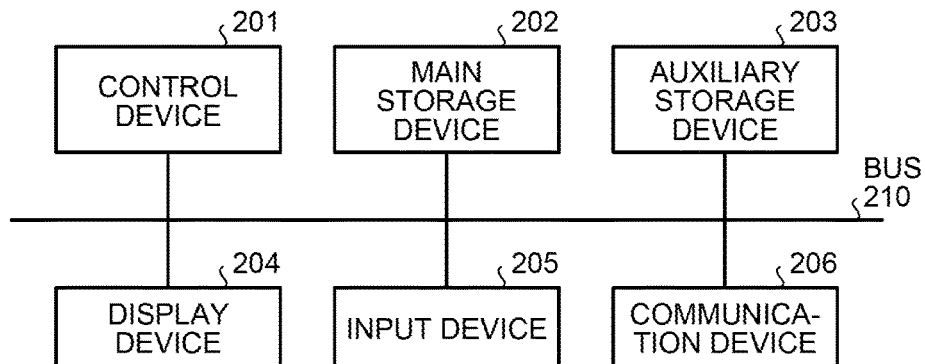 201
CONTROL
DEVICE
202
MAIN
STORAGE
DEVICE
203
AUXILIARY
STORAGE
DEVICE
BUS
210
204
DISPLAY
DEVICE
205
INPUT DEVICE
206
COMMUNICA-
TION DEVICE